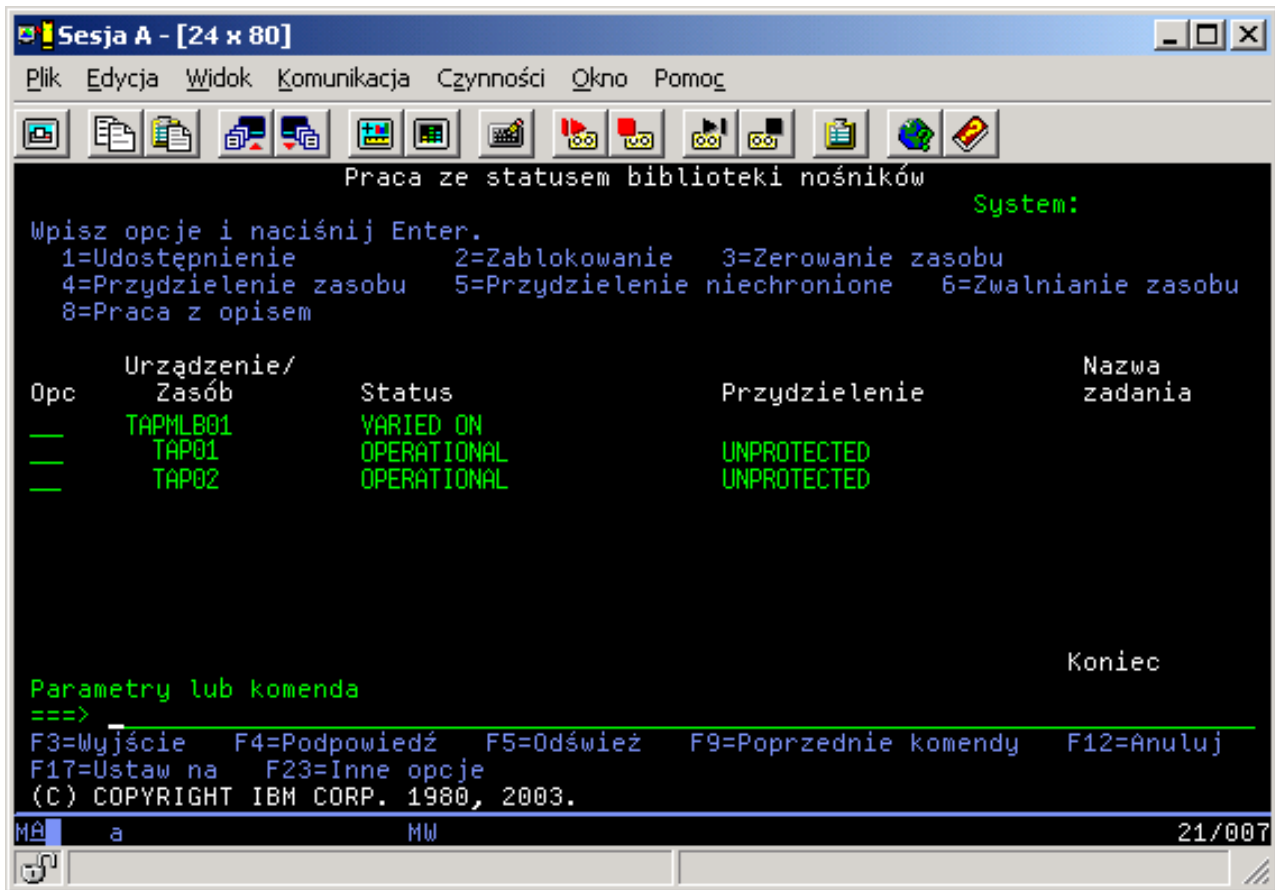 Sesja A - [24 x 80]
Plik Edycja Widok Komunikacja Czynności Okno Pomoc
Praca ze statusem biblioteki nośników
System:
Wpisz opcje i naciśnij Enter.
1=Udostępnienie 2=Zablokowanie 3=Zerowanie zasobu
4=Przydzielenie zasobu 5=Przydzielenie niechronione 6=Zwalnianie zasobu
8=Praca z opisem
Urządzenie/ Nazwa
Opc Zasób Status Przydzielenie zadania
___ TAPMLB01 VARIED ON
___ TAP01 OPERATIONAL UNPROTECTED
___ TAP02 OPERATIONAL UNPROTECTED
Koniec
Parametry lub komenda
===>
F3=Wyjście F4=Podpowiedź F5=Odśwież F9=Poprzednie komendy F12=Anuluj
F17=Ustaw na F23=Inne opcje
(C) COPYRIGHT IBM CORP. 1980, 2003.
MA a MW 21/007